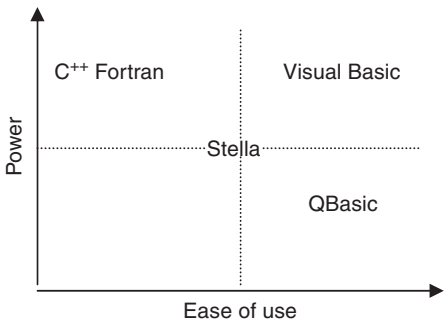 C++ Fortran
Visual Basic
Power
Stella
QBasic
Ease of use